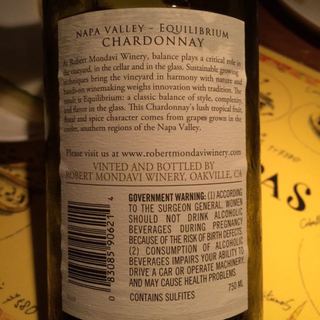 NAPA VALLEY – EQUILIBRIUM
CHARDONNAY
At Robert Mondavi Winery, balance plays a critical role in
the vineyard, in the cellar and in the glass. Sustainable growing
techniques bring the vineyard in harmony with nature and
hands-on winemaking weighs innovation with tradition. The
result is Equilibrium: a classic balance of style, complexity,
and flavor in the glass. This Chardonnay's lush tropical fruit,
floral and spice character comes from grapes grown in the
cooler, southern regions of the Napa Valley.
Please visit us at www.robertmondaviwinery.com
VINTED AND BOTTLED BY
ROBERT MONDAVI WINERY, OAKVILLE, CA
GOVERNMENT WARNING: (1) ACCORDING
TO THE SURGEON GENERAL, WOMEN
SHOULD NOT DRINK ALCOHOLIC
BEVERAGES DURING PREGNANCY
BECAUSE OF THE RISK OF BIRTH DEFECTS.
(2) CONSUMPTION OF ALCOHOLIC
BEVERAGES IMPAIRS YOUR ABILITY TO
DRIVE A CAR OR OPERATE MACHINERY,
AND MAY CAUSE HEALTH PROBLEMS.
750 ML
CONTAINS SULFITES
0 83085 90621 4
PAS